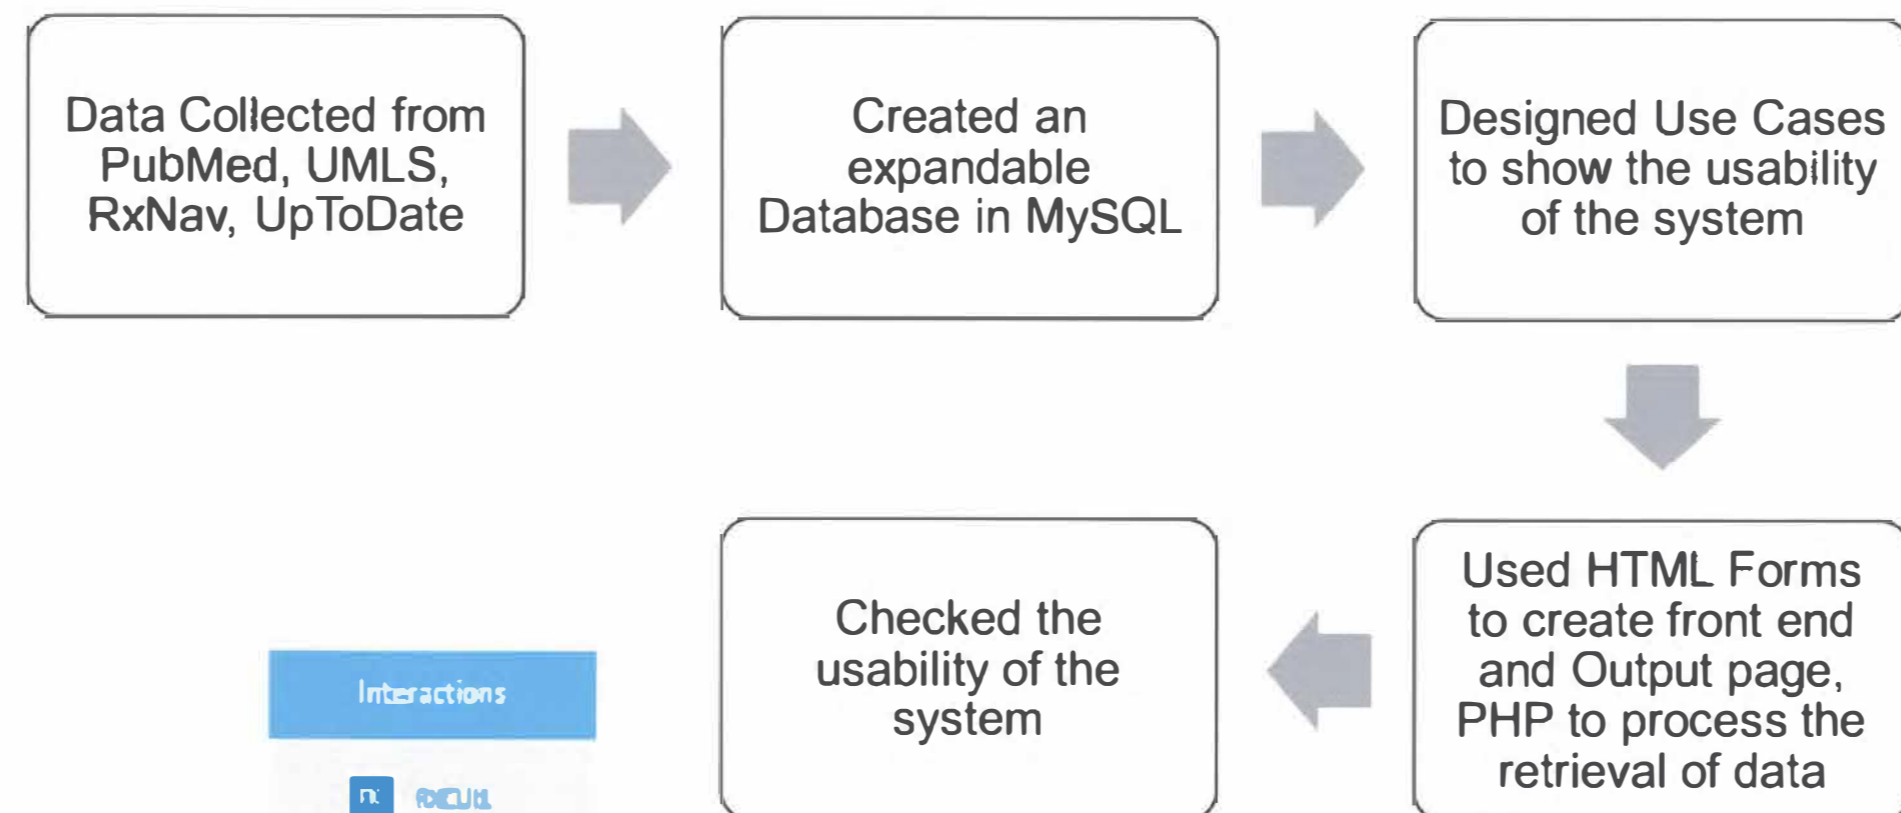 Data Collected from
PubMed, UMLS,
RxNav, UpToDate
Created an
expandable
Database in MySQL
Designed Use Cases
to show the usability
of the system
Used HTML Forms
to create front end
and Output page,
PHP to process the
retrieval of data
Checked the
usability of the
system
Interactions